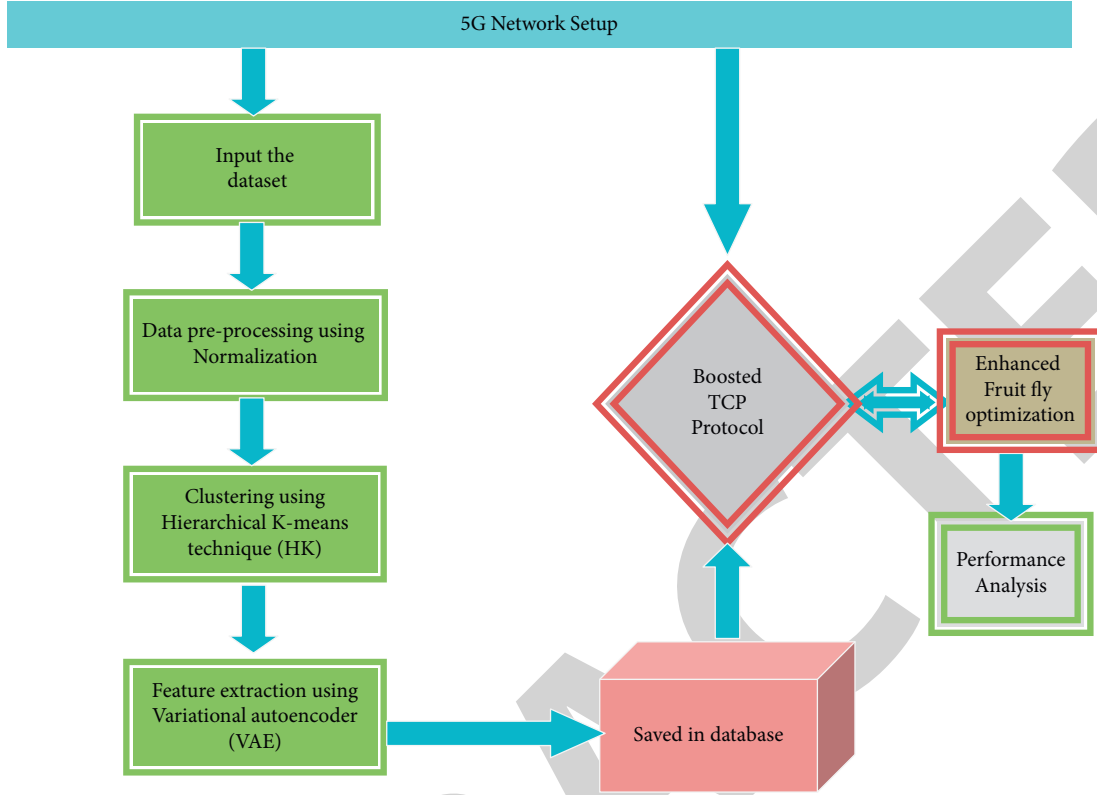 5G Network Setup
Input the
dataset
Data pre-processing using
Normalization
Clustering using
Hierarchical K-means
technique (HK)
Feature extraction using
Variational autoencoder
(VAE)
Saved in database
Boosted
TCP
Protocol
Enhanced
Fruit fly
optimization
Performance
Analysis